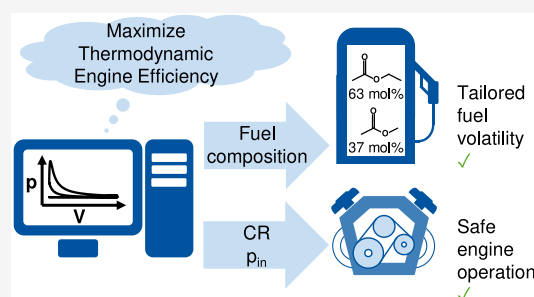 Maximize
Thermodynamic
Engine Efficiency
p
V
Fuel
composition
CR
pin
O
O
63 mol%
O
O
37 mol%
Tailored
fuel
volatility
✓
Safe
engine
operation
✓